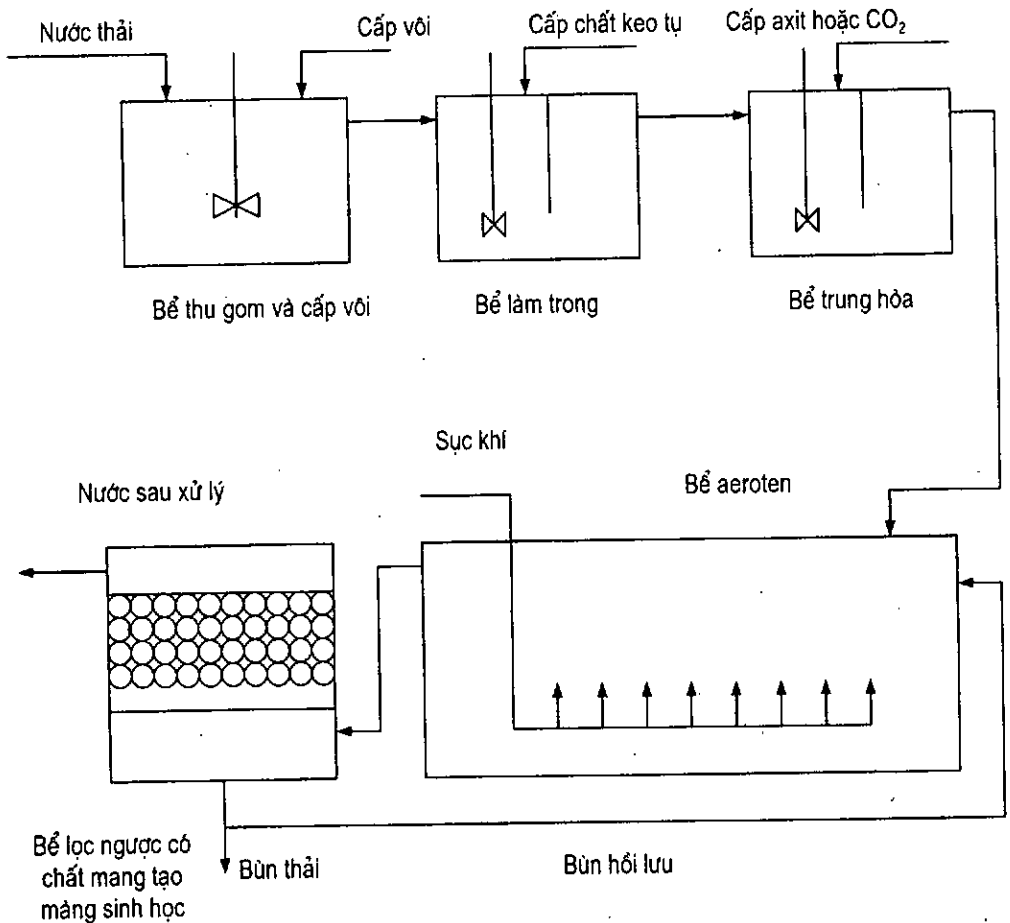 Nước thải
Cấp vôi
Cấp chất keo tụ
Cấp axit hoặc CO₂
Bể thu gom và cấp vôi
Bể làm trong
Bể trung hòa
Sục khí
Nước sau xử lý
Bể aeroten
Bể lọc ngược có
chất mang tạo
màng sinh học
Bùn thải
Bùn hồi lưu